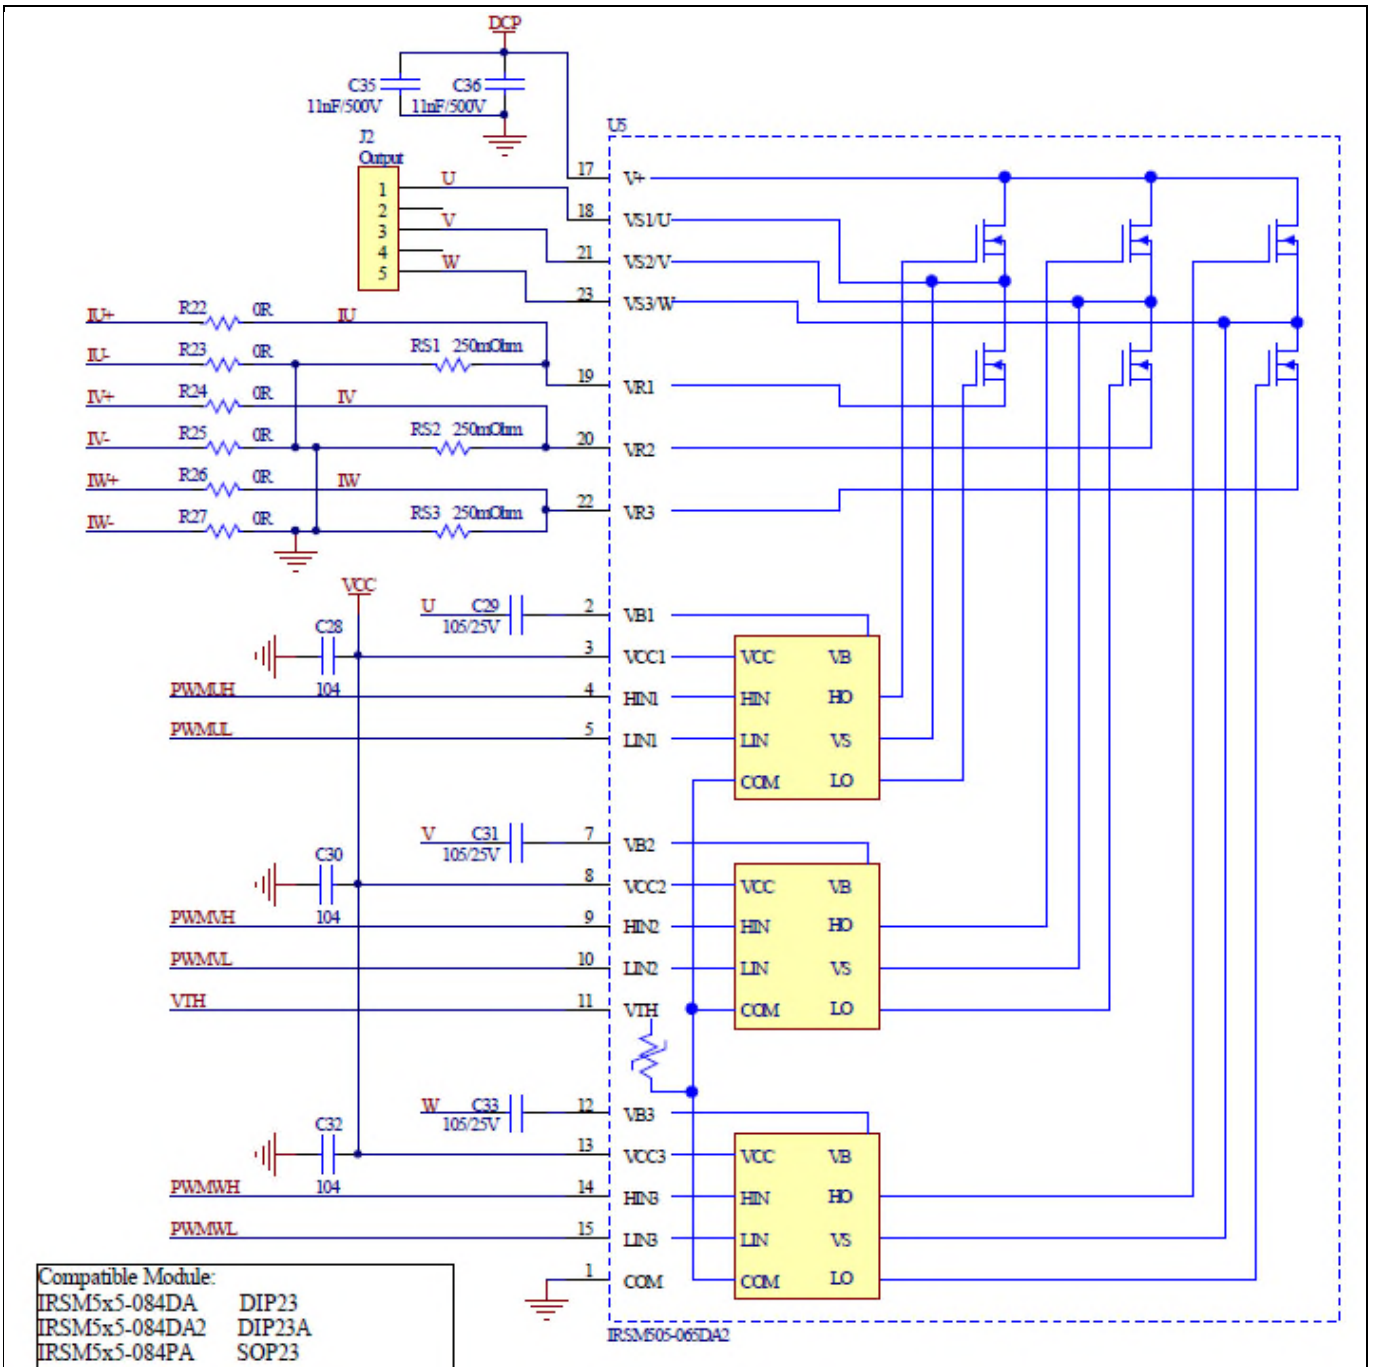 DCP
C35
11nF/500V
C36
11nF/500V
J2
Output
1
2
3
4
5
U
V
W
U5
17 V+
18 VS1/U
21 VS2/V
23 VS3/W
IU+ R22 0R IU
IU- R23 0R RS1 250mOhm
19 VR1
IV+ R24 0R IV
IV- R25 0R RS2 250mOhm 20 VR2
IW+ R26 0R IW
22 VR3
IW- R27 0R RS3 250mOhm
VCC
U C29 2 VB1
105/25V
C28
104
3 VCC1 VCC VB
PWMUH 4 HIN1 HIN HO
PWMUL 5 LIN1 LIN VS
COM LO
V C31 7 VB2
105/25V
C30
104
8 VCC2 VCC VB
PWMVH 9 HIN2 HIN HO
PWMVL 10 LIN2 LIN VS
VTH 11 VTH COM LO
W C33 12 VB3
105/25V
C32
104
13 VCC3 VCC VB
PWMWH 14 HIN3 HIN HO
PWMWL 15 LIN3 LIN VS
1 COM COM LO
IRSM505-065DA2
Compatible Module:
IRSM5x5-084DA DIP23
IRSM5x5-084DA2 DIP23A
IRSM5x5-084PA SOP23